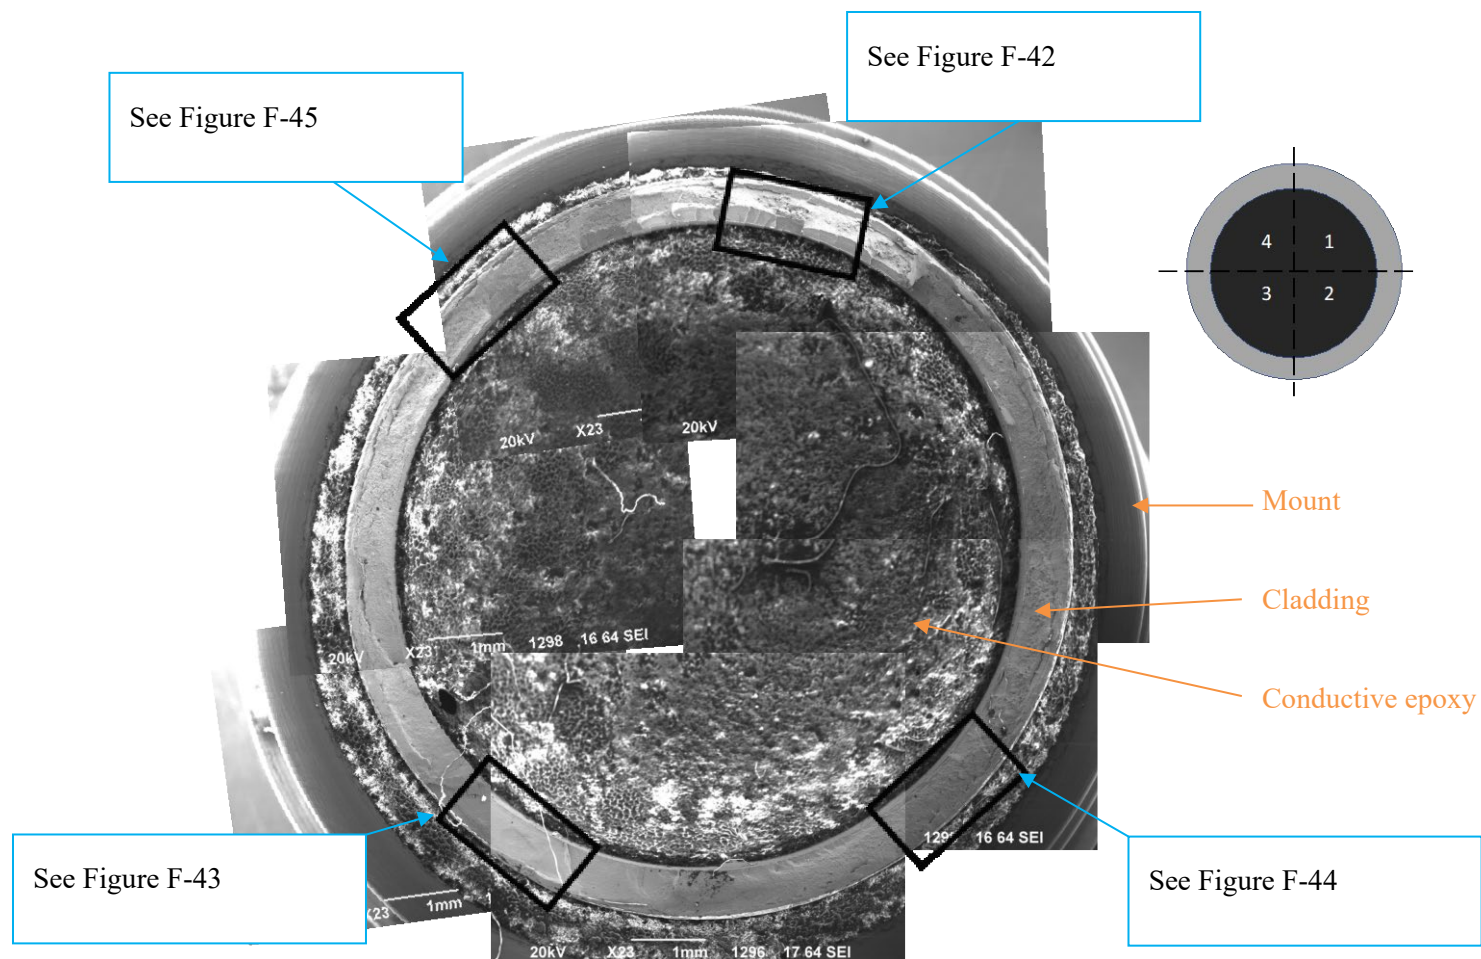 See Figure F-42
See Figure F-45
4 1
3 2
20kV X23
20kV
Mount
Cladding
Conductive epoxy
20kV X23 1mm 1298 16 64 SEI
16 64 SEI
See Figure F-43
See Figure F-44
X23 1mm
20kV X23 1mm 1296 17 64 SEI